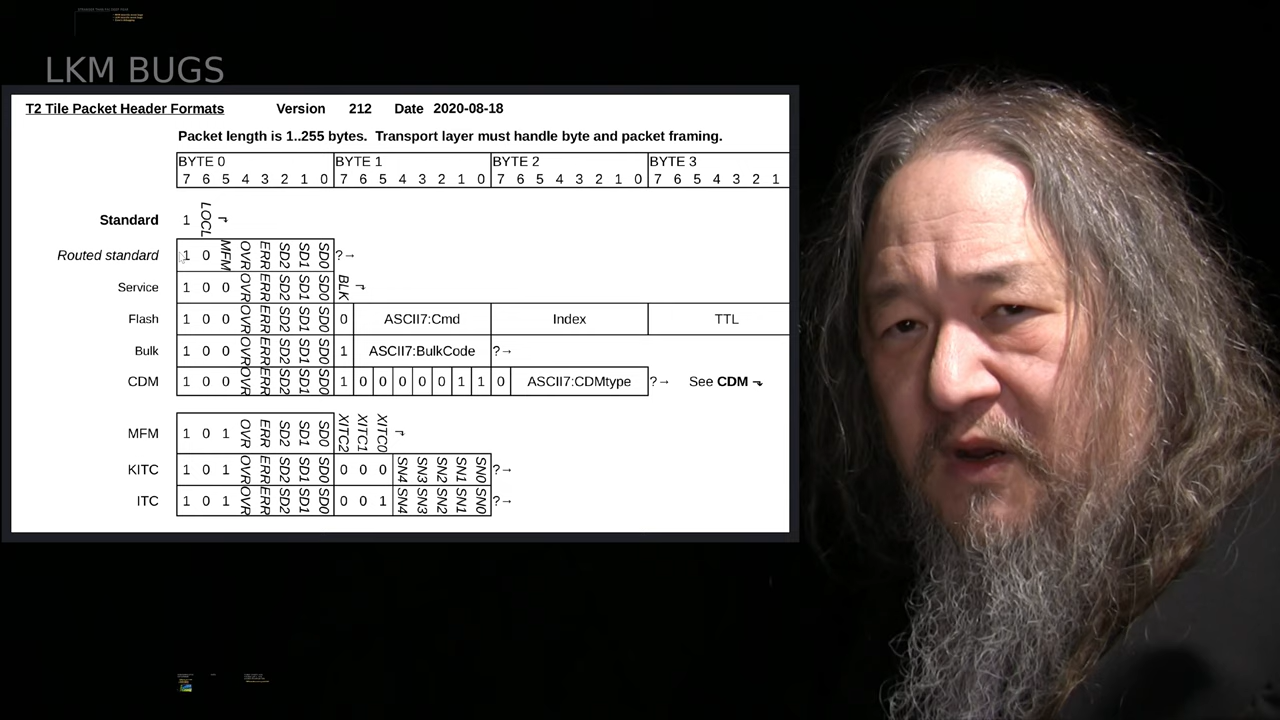 LKM BUGS
T2 Tile Packet Header Formats Version 212 Date 2020-08-18
Packet length is 1..255 bytes. Transport layer must handle byte and packet framing.
BYTE 0 BYTE 1 BYTE 2 BYTE 3
7 6 5 4 3 2 1 0 7 6 5 4 3 2 1 0 7 6 5 4 3 2 1 0 7 6 5 4 3 2 1
Standard 1 LOCL
Routed standard 1 0 MFM OVR ERR SD2 SD1 SD0 ?→
Service 1 0 0 OVR ERR SD2 SD1 SD0 BLK
Flash 1 0 0 OVR ERR SD2 SD1 SD0 0 ASCII7:Cmd Index TTL
Bulk 1 0 0 OVR ERR SD2 SD1 SD0 1 ASCII7:BulkCode ?→
CDM 1 0 0 OVR ERR SD2 SD1 SD0 1 0 0 0 0 0 1 1 0 ASCII7:CDMtype ?→ See CDM
MFM 1 0 1 OVR ERR SD2 SD1 SD0 XITC2 XITC1 XITC0
KITC 1 0 1 OVR ERR SD2 SD1 SD0 0 0 0 SN4 SN3 SN2 SN1 SN0 ?→
ITC 1 0 1 OVR ERR SD2 SD1 SD0 0 0 1 SN4 SN3 SN2 SN1 SN0 ?→